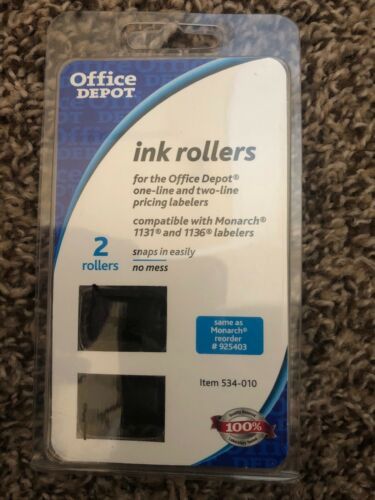 Office
DEPOT
ink rollers
for the Office Depot®
one-line and two-line
pricing labelers
compatible with Monarch®
1131® and 1136® labelers
2
rollers
snaps in easily
no mess
same as
Monarch®
reorder
# 925403
Item 534-010
100%